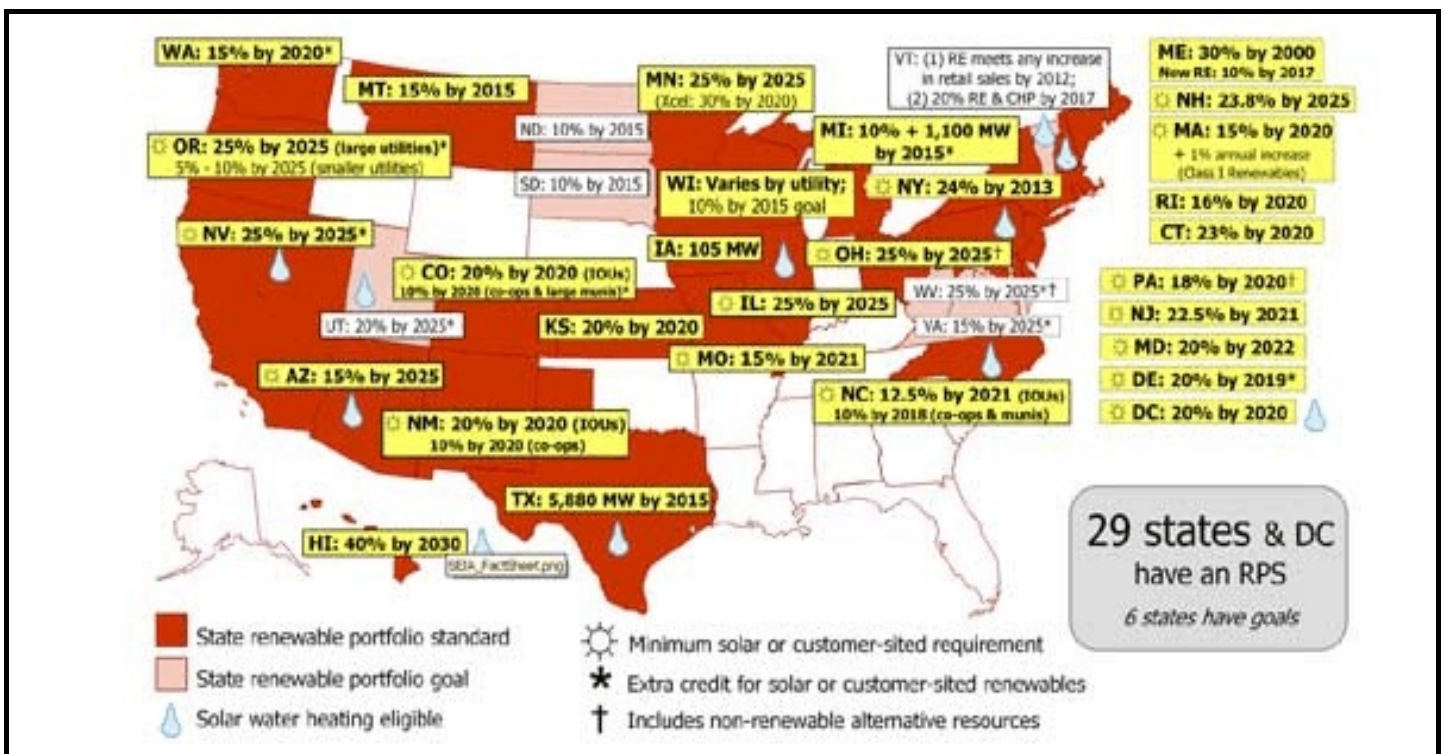 WA: 15% by 2020*
MT: 15% by 2015
MN: 25% by 2025
(Xcel: 30% by 2020)
VT: (1) RE meets any increase
in retail sales by 2012;
(2) 20% RE & CHP by 2017
ME: 30% by 2000
New RE: 10% by 2017
ND: 10% by 2015
MI: 10% + 1,100 MW
by 2015*
NH: 23.8% by 2025
MA: 15% by 2020
+ 1% annual increase
(Class I Renewables)
OR: 25% by 2025 (large utilities)*
5% - 10% by 2025 (smaller utilities)
SD: 10% by 2015
WI: Varies by utility;
10% by 2015 goal
NY: 24% by 2013
RI: 16% by 2020
CT: 23% by 2020
NV: 25% by 2025*
IA: 105 MW
OH: 25% by 2025†
CO: 20% by 2020 (IOUs)
10% by 2020 (co-ops & large munis)*
WV: 25% by 2025*†
PA: 18% by 2020†
IL: 25% by 2025
UT: 20% by 2025*
KS: 20% by 2020
VA: 15% by 2025*
NJ: 22.5% by 2021
MO: 15% by 2021
MD: 20% by 2022
AZ: 15% by 2025
NC: 12.5% by 2021 (IOUs)
10% by 2018 (co-ops & munis)
DE: 20% by 2019*
DC: 20% by 2020
NM: 20% by 2020 (IOUs)
10% by 2020 (co-ops)
TX: 5,880 MW by 2015
HI: 40% by 2030
SEIA_FactSheet.png
29 states & DC
have an RPS
6 states have goals
State renewable portfolio standard
State renewable portfolio goal
Solar water heating eligible
Minimum solar or customer-sited requirement
* Extra credit for solar or customer-sited renewables
† Includes non-renewable alternative resources